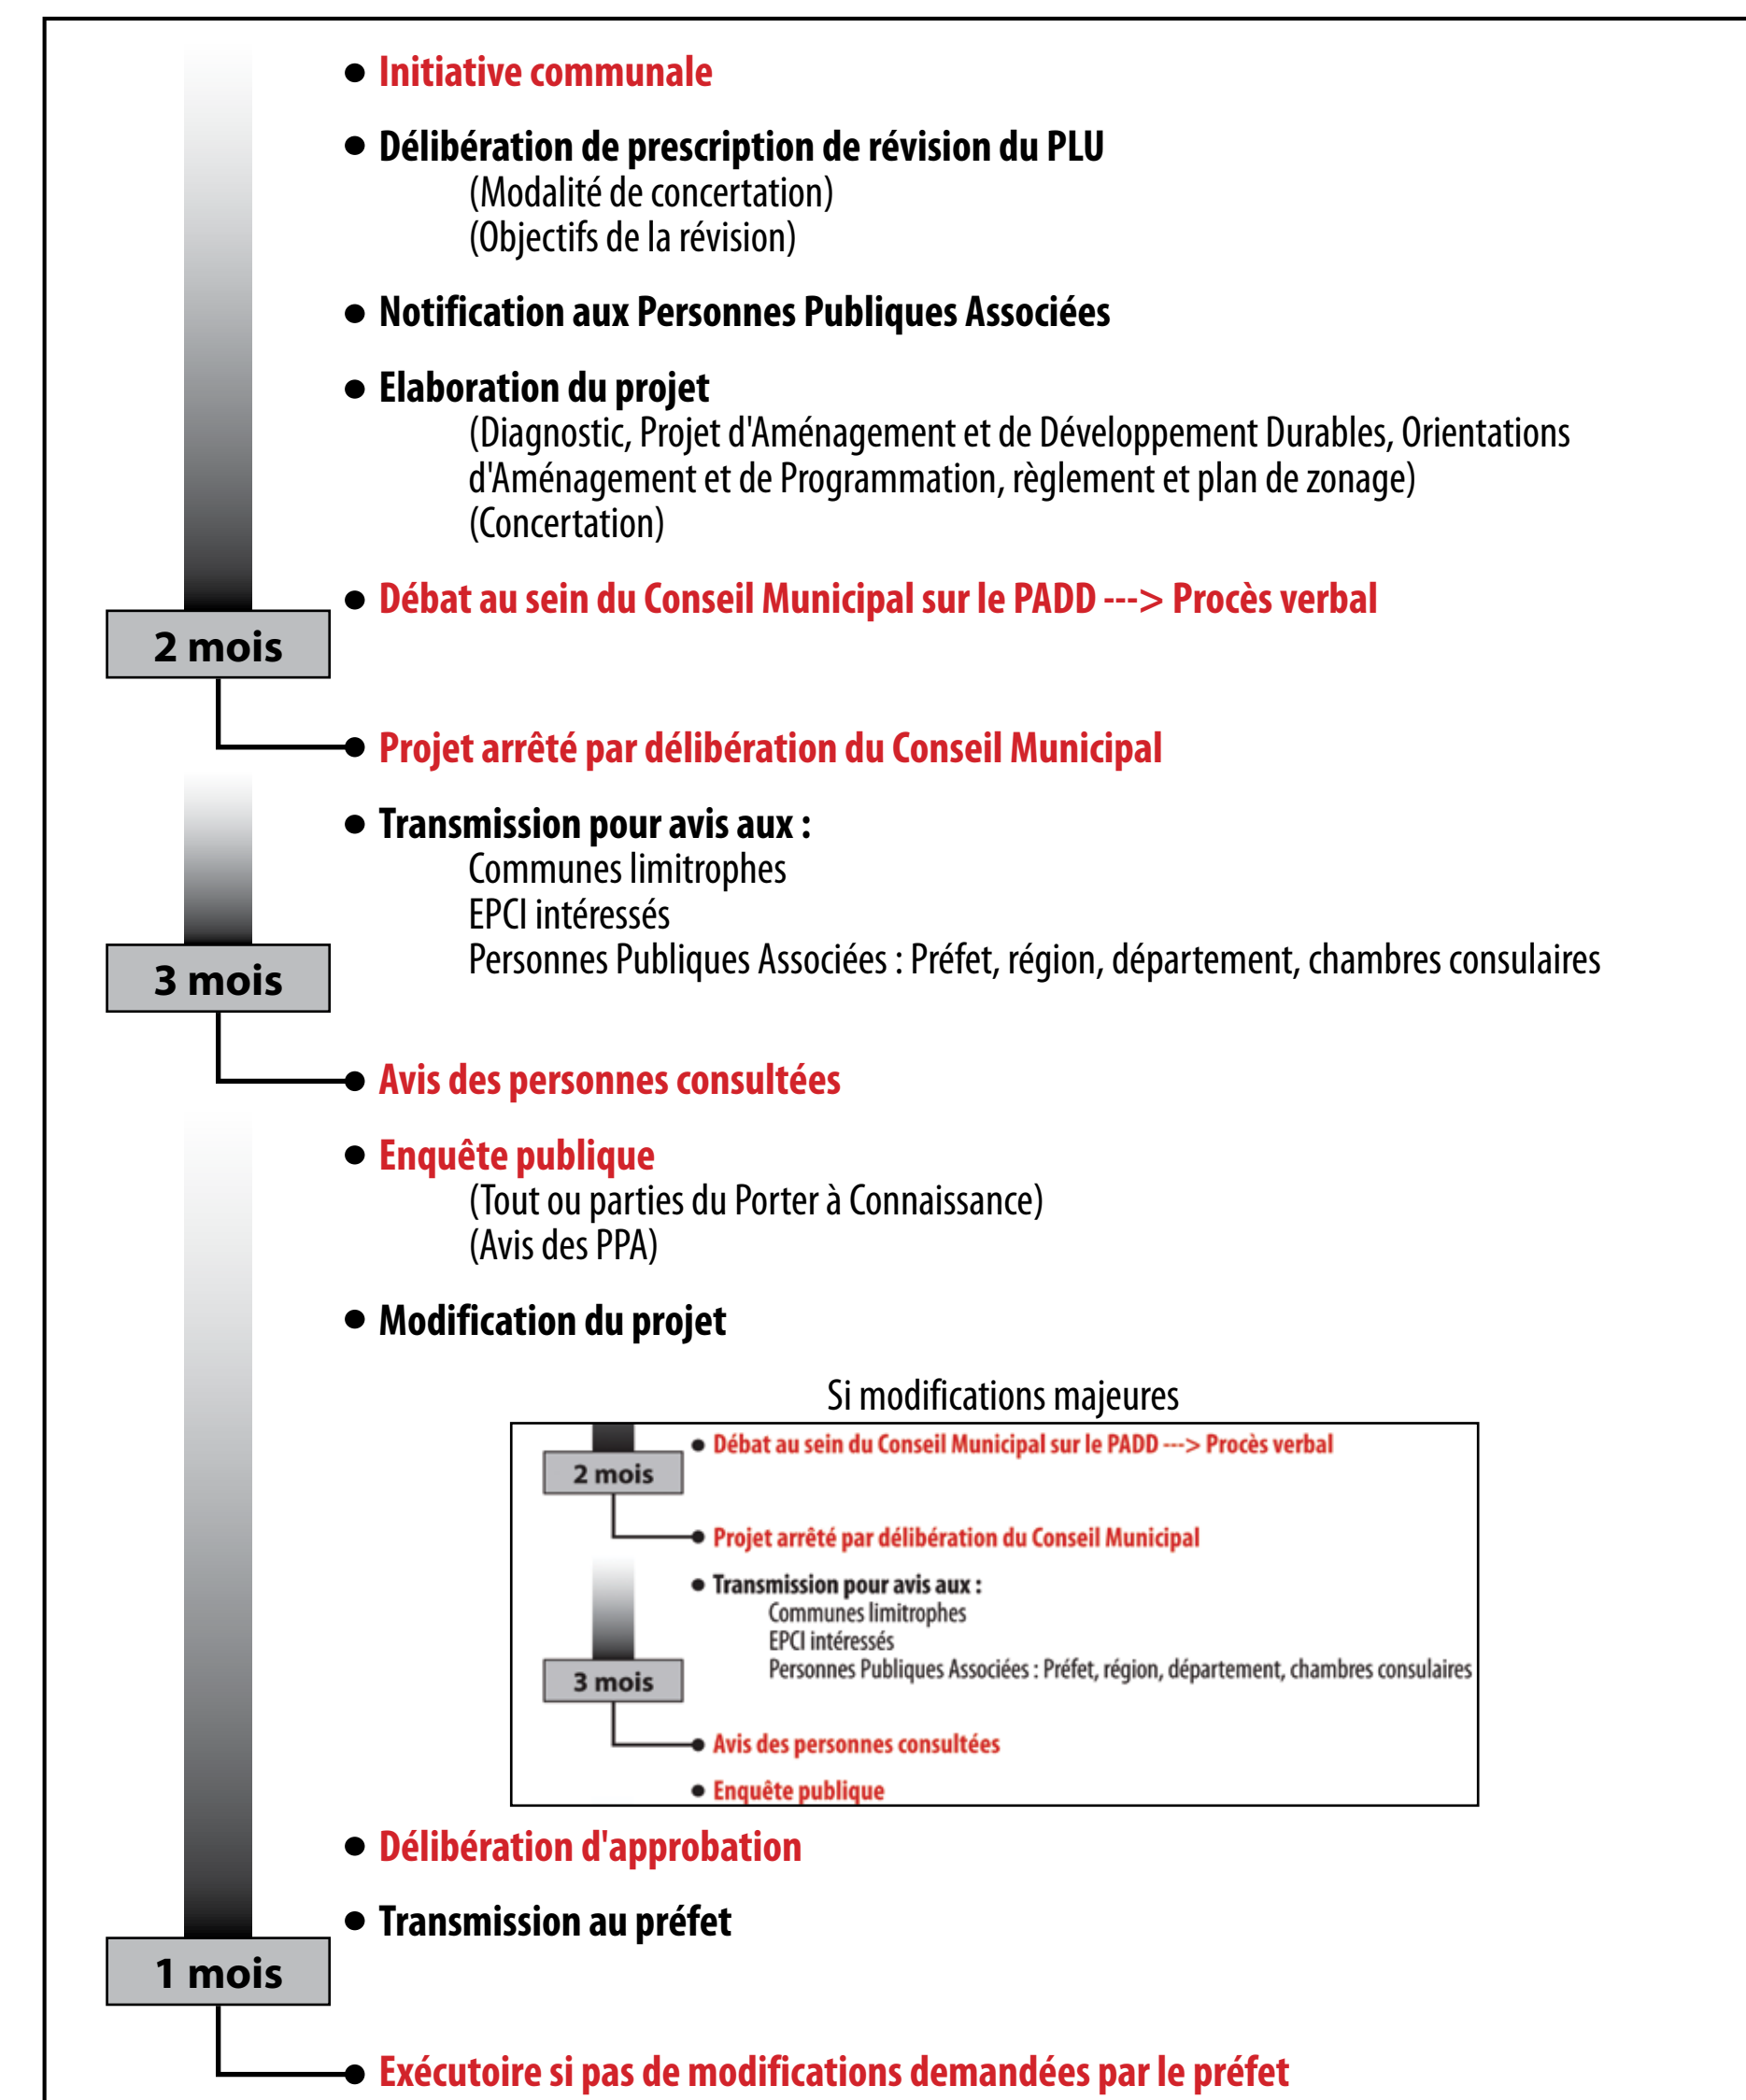 ● Initiative communale
● Délibération de prescription de révision du PLU
(Modalité de concertation)
(Objectifs de la révision)
● Notification aux Personnes Publiques Associées
● Elaboration du projet
(Diagnostic, Projet d'Aménagement et de Développement Durables, Orientations
d'Aménagement et de Programmation, règlement et plan de zonage)
(Concertation)
● Débat au sein du Conseil Municipal sur le PADD ---> Procès verbal
2 mois
● Projet arrêté par délibération du Conseil Municipal
● Transmission pour avis aux :
Communes limitrophes
EPCI intéressés
Personnes Publiques Associées : Préfet, région, département, chambres consulaires
3 mois
● Avis des personnes consultées
● Enquête publique
(Tout ou parties du Porter à Connaissance)
(Avis des PPA)
● Modification du projet
Si modifications majeures
● Débat au sein du Conseil Municipal sur le PADD ---> Procès verbal
2 mois
● Projet arrêté par délibération du Conseil Municipal
● Transmission pour avis aux :
Communes limitrophes
EPCI intéressés
Personnes Publiques Associées : Préfet, région, département, chambres consulaires
3 mois
● Avis des personnes consultées
● Enquête publique
● Délibération d'approbation
● Transmission au préfet
1 mois
● Exécutoire si pas de modifications demandées par le préfet